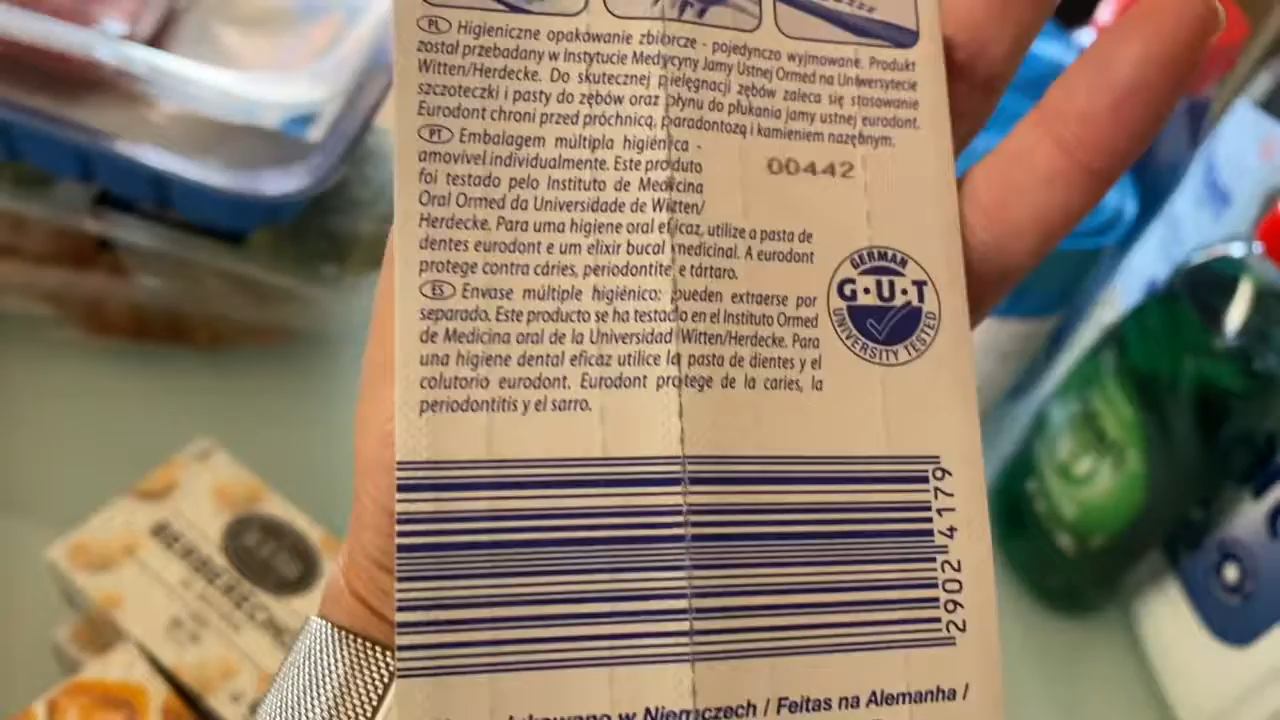 PL Higieniczne opakowanie zbiorcze - pojedynczo wyjmowane. Produkt
został przebadany w Instytucie Medycyny Jamy Ustnej Ormed na Uniwersytecie
Witten/Herdecke. Do skutecznej pielęgnacji zębów zaleca się stosowanie
szczoteczki i pasty do zębów oraz płynu do płukania jamy ustnej eurodont.
Eurodont chroni przed próchnicą, paradontozą i kamieniem nazębnym.
PT Embalagem múltipla higiénica -
amovível individualmente. Este produto
foi testado pelo Instituto de Medicina
Oral Ormed da Universidade de Witten/
Herdecke. Para uma higiene oral eficaz, utilize a pasta de
dentes eurodont e um elixir bucal medicinal. A eurodont
protege contra cáries, periodontite e tártaro.
00442
ES Envase múltiple higiénico: pueden extraerse por
separado. Este producto se ha testado en el Instituto Ormed
de Medicina oral de la Universidad Witten/Herdecke. Para
una higiene dental eficaz utilice la pasta de dientes y el
colutorio eurodont. Eurodont protege de la caries, la
periodontitis y el sarro.
GERMAN
G·U·T
UNIVERSITY TESTED
2902 4179
w Niemczech / Feitas na Alemanha /